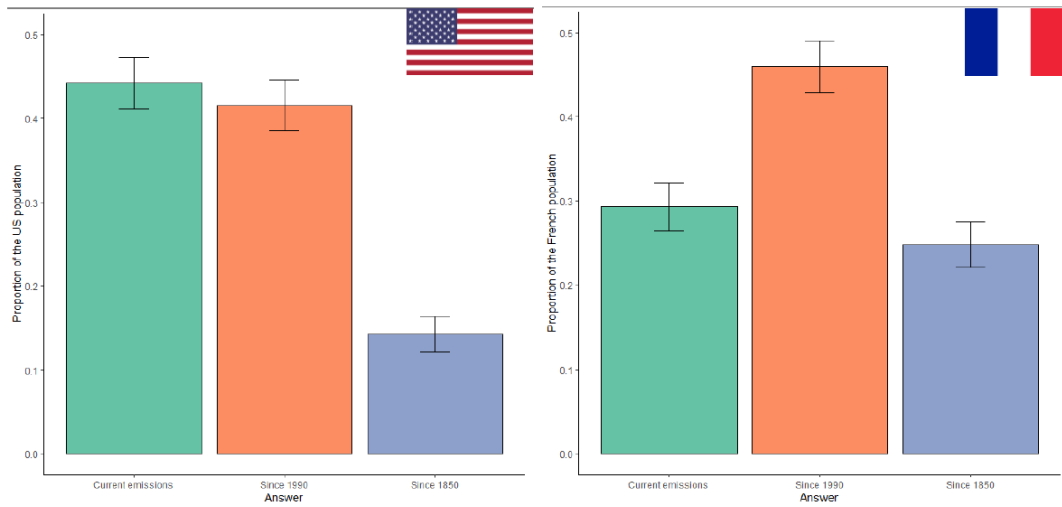 0.5
0.4
0.3
0.2
0.1
0.0
Proportion of the US population
Current emissions
Since 1990
Since 1850
Answer
0.5
0.4
0.3
0.2
0.1
0.0
Proportion of the French population
Current emissions
Since 1990
Since 1850
Answer